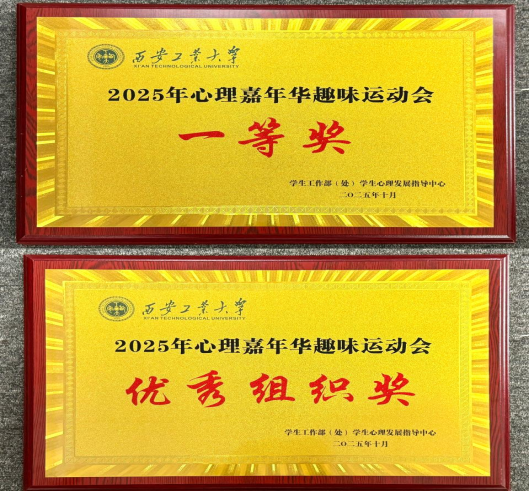 西安工业大学
XI'AN TECHNOLOGICAL UNIVERSITY
2025年心理嘉年华趣味运动会
一等奖
学生工作部（处）学生心理发展指导中心
二〇二五年十月
西安工业大学
XI'AN TECHNOLOGICAL UNIVERSITY
2025年心理嘉年华趣味运动会
优秀组织奖
学生工作部（处）学生心理发展指导中心
二〇二五年十月